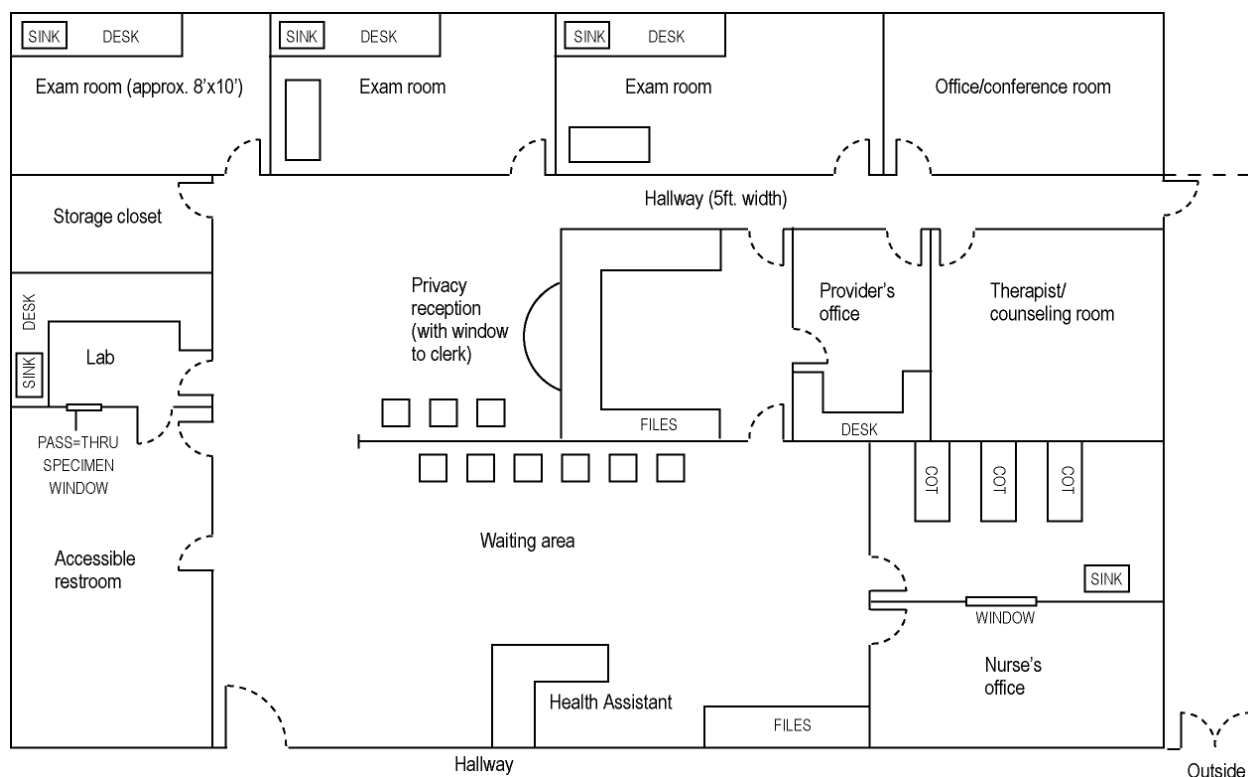 SINK
DESK
SINK
DESK
SINK
DESK
Exam room (approx. 8’x10’)
Exam room
Exam room
Office/conference room
Storage closet
Hallway (5ft. width)
DESK
SINK
Lab
Privacy
reception
(with window
to clerk)
Provider’s
office
Therapist/
counseling room
FILES
DESK
PASS=THRU
SPECIMEN
WINDOW
COT
COT
COT
Waiting area
Accessible
restroom
SINK
WINDOW
Nurse’s
office
Health Assistant
FILES
Hallway
Outside